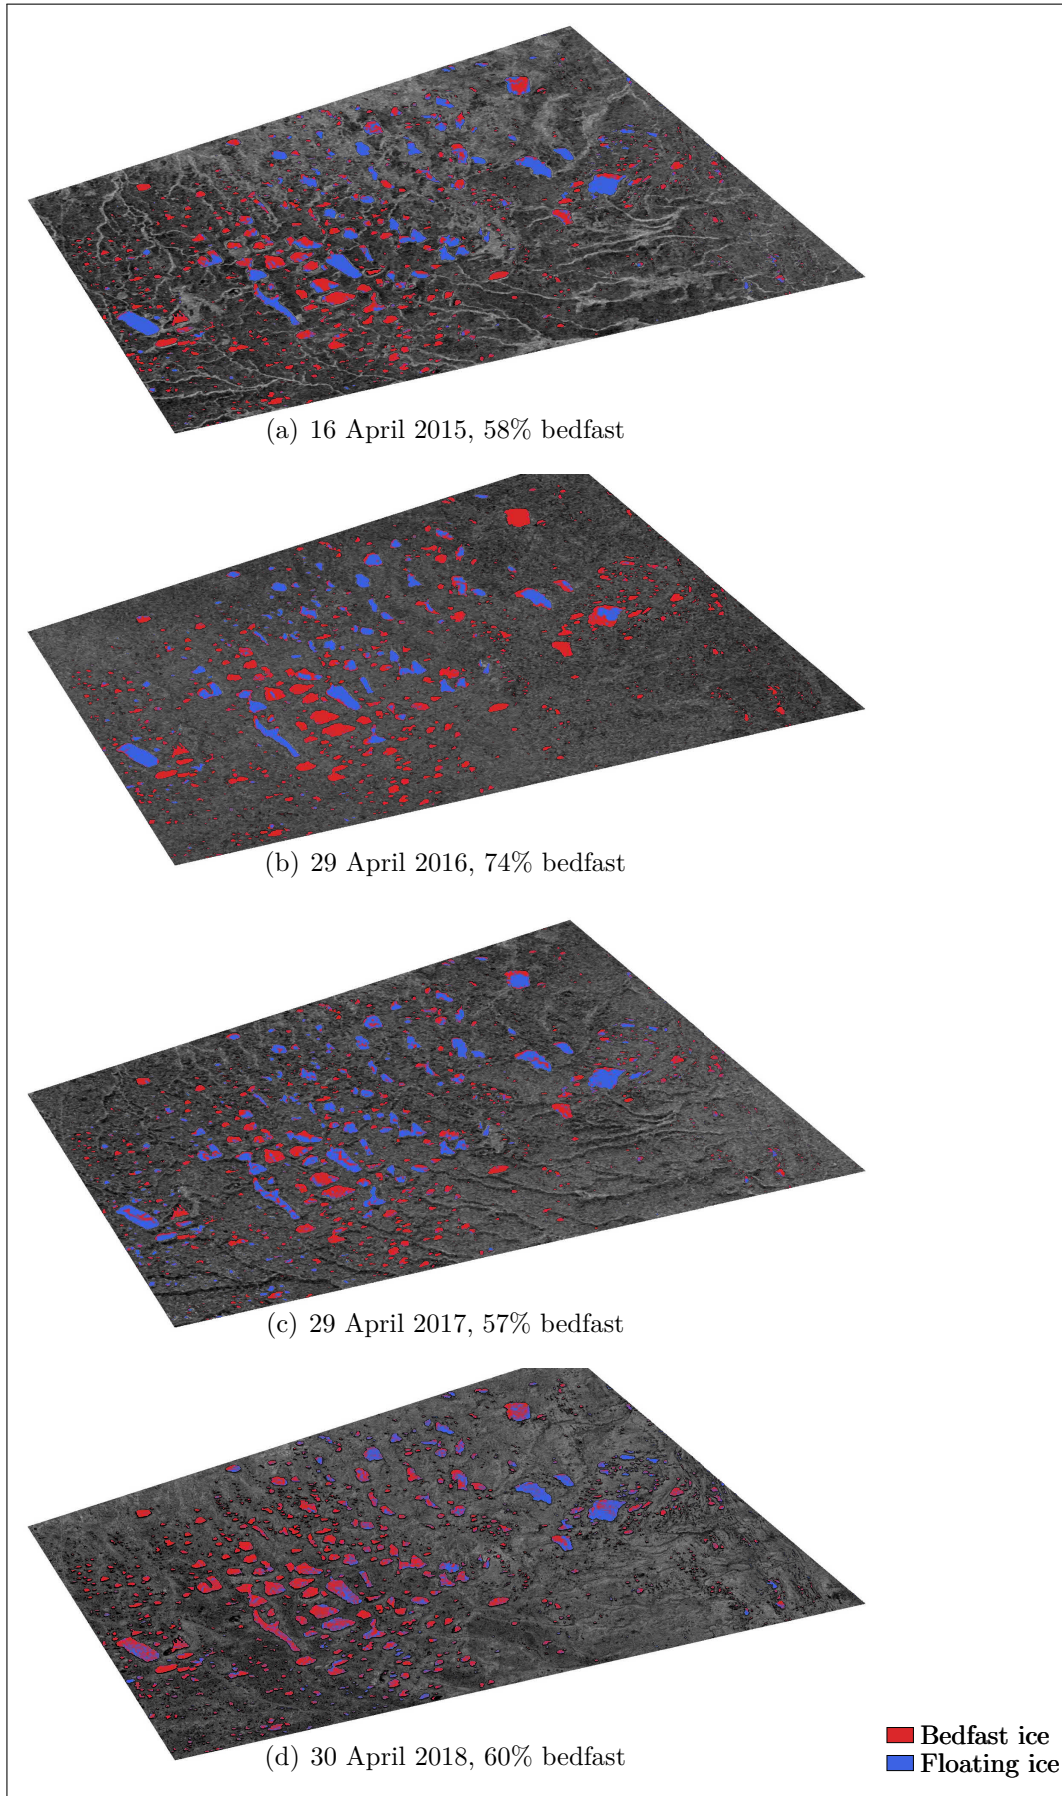 (a) 16 April 2015, 58% bedfast
(b) 29 April 2016, 74% bedfast
(c) 29 April 2017, 57% bedfast
(d) 30 April 2018, 60% bedfast
Bedfast ice
Floating ice